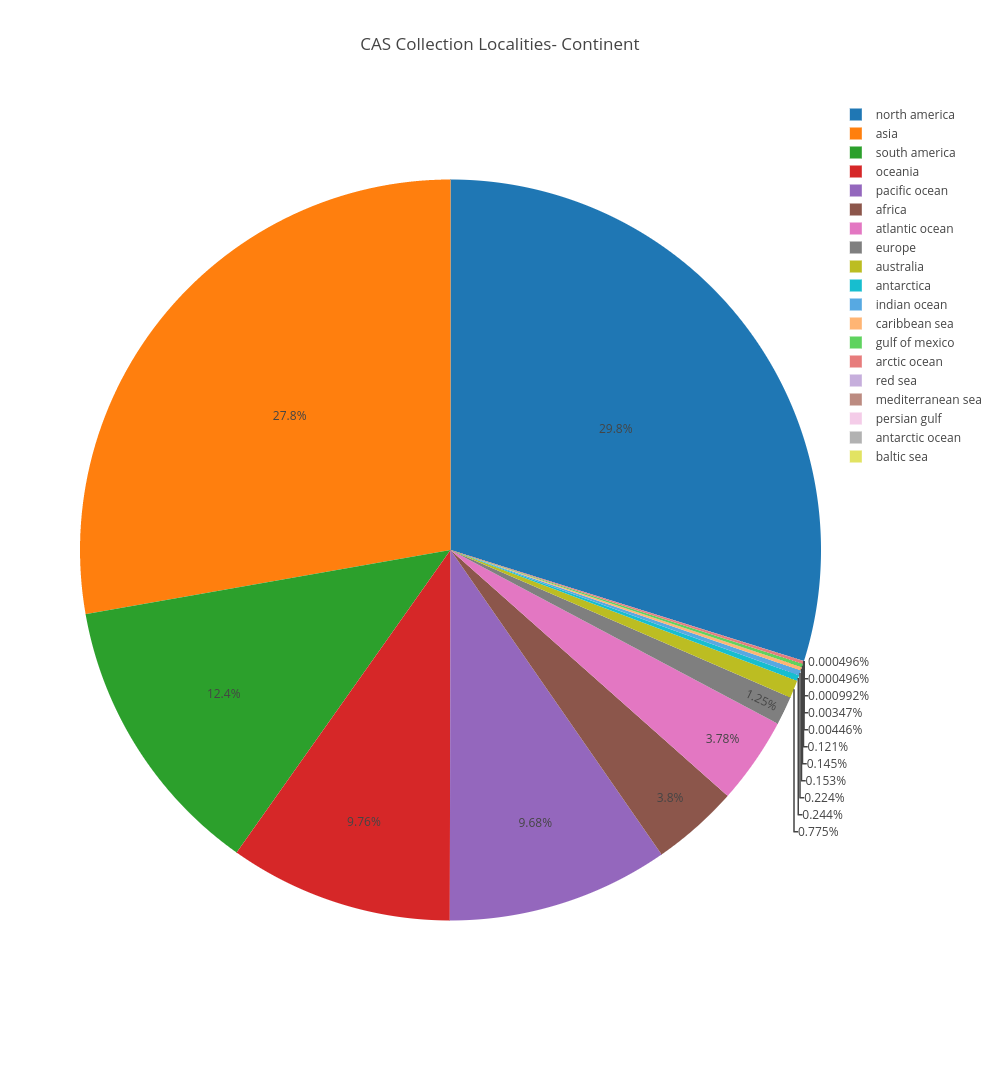 CAS Collection Localities- Continent
north america
asia
south america
oceania
pacific ocean
africa
atlantic ocean
europe
australia
antarctica
indian ocean
caribbean sea
gulf of mexico
arctic ocean
red sea
mediterranean sea
persian gulf
antarctic ocean
baltic sea
27.8%
29.8%
12.4%
9.76%
9.68%
3.8%
3.78%
1.25%
0.000496%
0.000496%
0.000992%
0.00347%
0.00446%
0.121%
0.145%
0.153%
0.224%
0.244%
0.775%